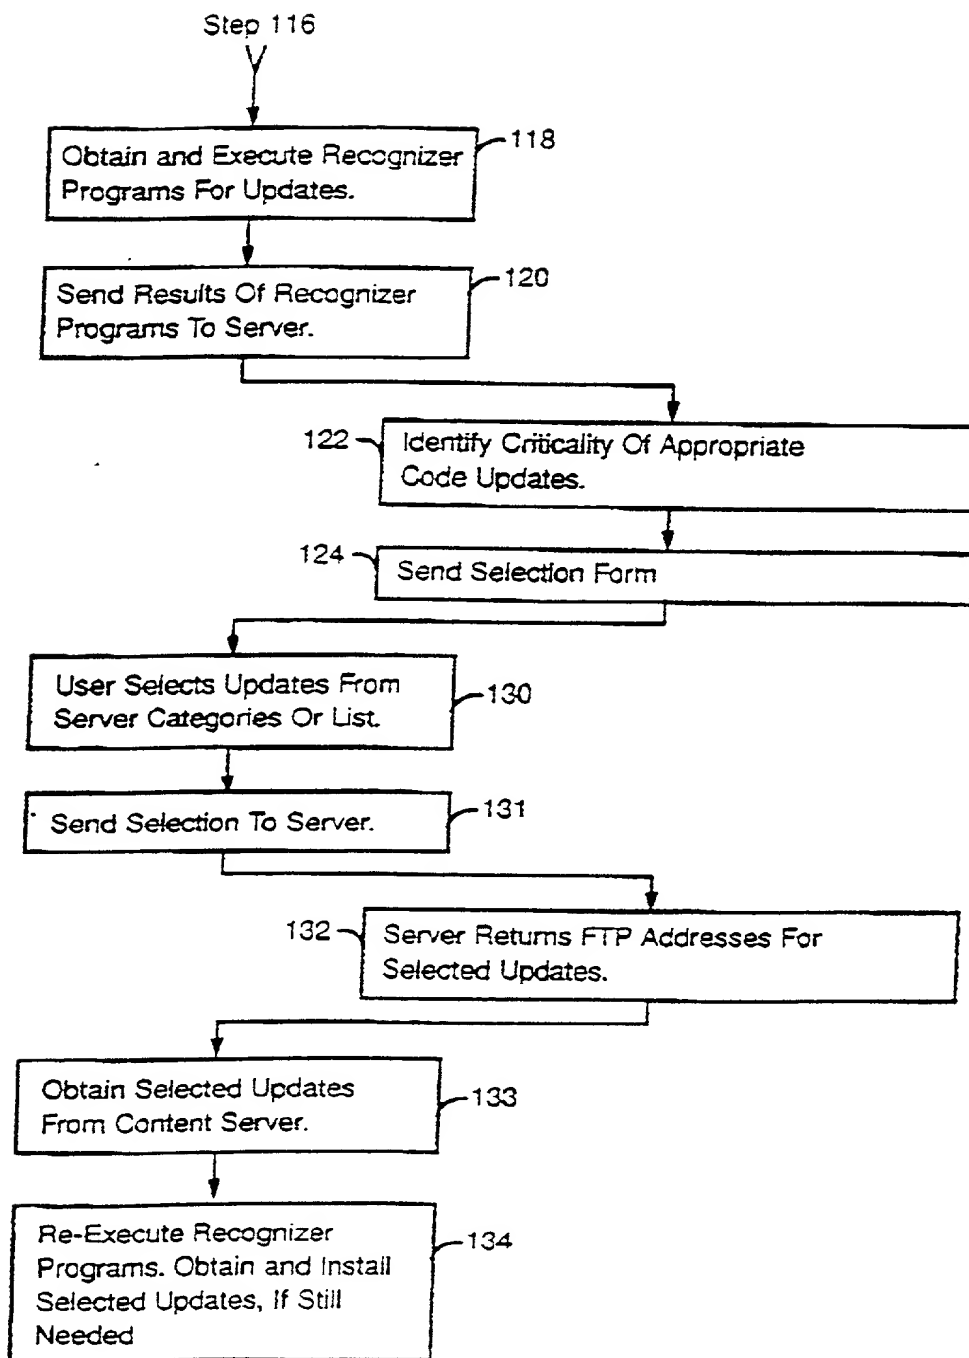 Step 116
118
Obtain and Execute Recognizer
Programs For Updates.
120
Send Results Of Recognizer
Programs To Server.
122
Identify Criticality Of Appropriate
Code Updates.
124
Send Selection Form
User Selects Updates From
Server Categories Or List.
130
Send Selection To Server.
131
132
Server Returns FTP Addresses For
Selected Updates.
Obtain Selected Updates
From Content Server.
133
Re-Execute Recognizer
Programs. Obtain and Install
Selected Updates, If Still
Needed
134